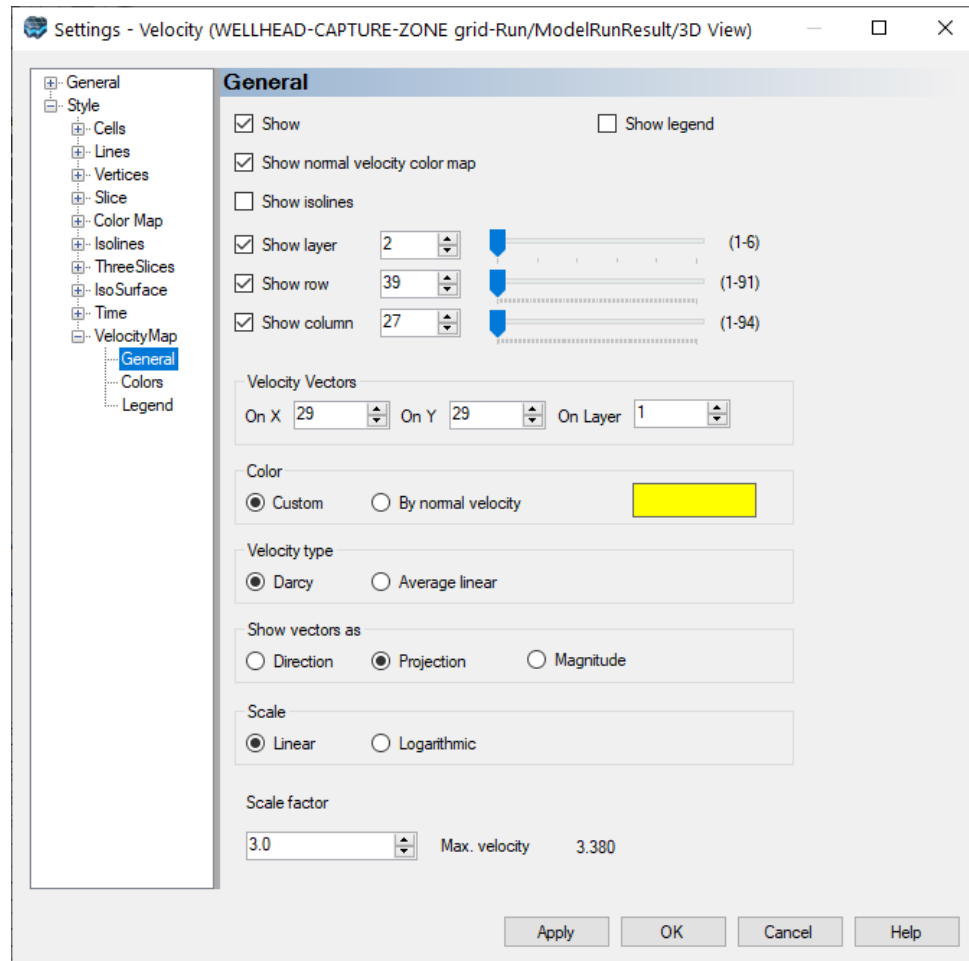 Settings - Velocity (WELLHEAD-CAPTURE-ZONE grid-Run/ModelRunResult/3D View)
General
Style
Cells
Lines
Vertices
Slice
Color Map
Isolines
ThreeSlices
IsoSurface
Time
VelocityMap
General
Colors
Legend
General
Show Show legend
Show normal velocity color map
Show isolines
Show layer 2 (1-6)
Show row 39 (1-91)
Show column 27 (1-94)
Velocity Vectors
On X 29 On Y 29 On Layer 1
Color
Custom By normal velocity
Velocity type
Darcy Average linear
Show vectors as
Direction Projection Magnitude
Scale
Linear Logarithmic
Scale factor
3.0 Max. velocity 3.380
Apply OK Cancel Help